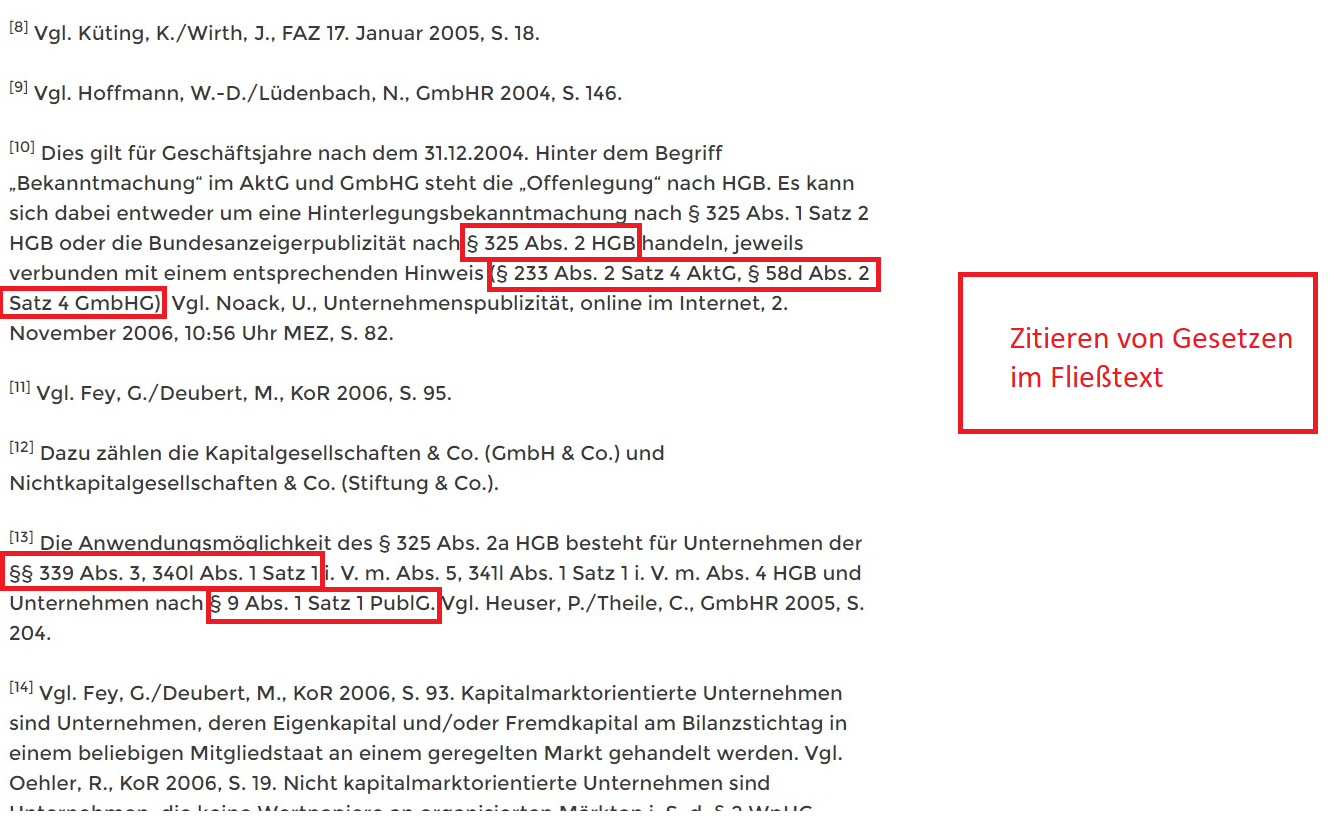 [8] Vgl. Küting, K./Wirth, J., FAZ 17. Januar 2005, S. 18.
[9] Vgl. Hoffmann, W.-D./Lüdenbach, N., GmbHR 2004, S. 146.
[10] Dies gilt für Geschäftsjahre nach dem 31.12.2004. Hinter dem Begriff
„Bekanntmachung“ im AktG und GmbHG steht die „Offenlegung“ nach HGB. Es kann
sich dabei entweder um eine Hinterlegungsbekanntmachung nach § 325 Abs. 1 Satz 2
HGB oder die Bundesanzeigerpublizität nach § 325 Abs. 2 HGB handeln, jeweils
verbunden mit einem entsprechenden Hinweis (§ 233 Abs. 2 Satz 4 AktG, § 58d Abs. 2
Satz 4 GmbHG) Vgl. Noack, U., Unternehmenspublizität, online im Internet, 2.
November 2006, 10:56 Uhr MEZ, S. 82.
[11] Vgl. Fey, G./Deubert, M., KoR 2006, S. 95.
[12] Dazu zählen die Kapitalgesellschaften & Co. (GmbH & Co.) und
Nichtkapitalgesellschaften & Co. (Stiftung & Co.).
[13] Die Anwendungsmöglichkeit des § 325 Abs. 2a HGB besteht für Unternehmen der
§§ 339 Abs. 3, 340l Abs. 1 Satz 1 i. V. m. Abs. 5, 341l Abs. 1 Satz 1 i. V. m. Abs. 4 HGB und
Unternehmen nach § 9 Abs. 1 Satz 1 PublG. Vgl. Heuser, P./Theile, C., GmbHR 2005, S.
204.
[14] Vgl. Fey, G./Deubert, M., KoR 2006, S. 93. Kapitalmarktorientierte Unternehmen
sind Unternehmen, deren Eigenkapital und/oder Fremdkapital am Bilanzstichtag in
einem beliebigen Mitgliedstaat an einem geregelten Markt gehandelt werden. Vgl.
Oehler, R., KoR 2006, S. 19. Nicht kapitalmarktorientierte Unternehmen sind
Unternehmen, die keine Wertpapiere an organisierten Märkten i. S. d. § 2 WpHG
Zitieren von Gesetzen
im Fließtext